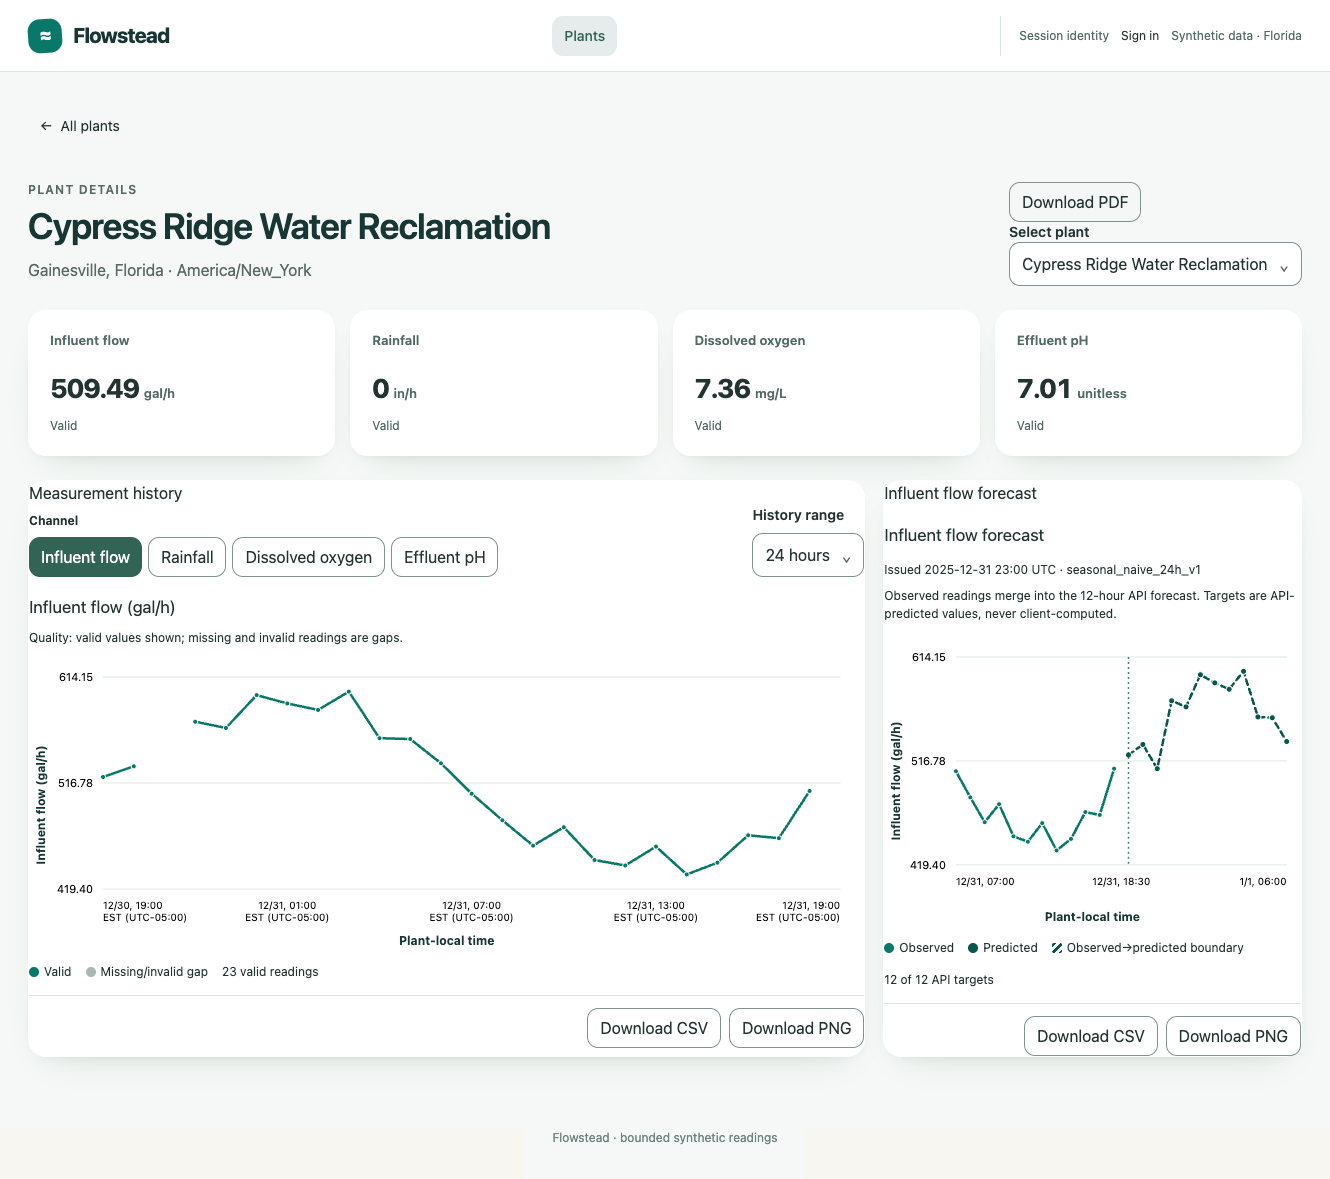 Flowstead
Plants
Session identity Sign in Synthetic data · Florida
← All plants
PLANT DETAILS
Cypress Ridge Water Reclamation
Gainesville, Florida · America/New_York
Download PDF
Select plant
Cypress Ridge Water Reclamation
Influent flow
509.49 gal/h
Valid
Rainfall
0 in/h
Valid
Dissolved oxygen
7.36 mg/L
Valid
Effluent pH
7.01 unitless
Valid
Measurement history
Channel
Influent flow
Rainfall
Dissolved oxygen
Effluent pH
History range
24 hours
Influent flow (gal/h)
Quality: valid values shown; missing and invalid readings are gaps.
614.15
516.78
419.40
Influent flow (gal/h)
12/30, 19:00
EST (UTC-05:00)
12/31, 01:00
EST (UTC-05:00)
12/31, 07:00
EST (UTC-05:00)
12/31, 13:00
EST (UTC-05:00)
12/31, 19:00
EST (UTC-05:00)
Plant-local time
Valid
Missing/invalid gap
23 valid readings
Download CSV
Download PNG
Influent flow forecast
Influent flow forecast
Issued 2025-12-31 23:00 UTC · seasonal_naive_24h_v1
Observed readings merge into the 12-hour API forecast. Targets are API-
predicted values, never client-computed.
614.15
516.78
419.40
Influent flow (gal/h)
12/31, 07:00
12/31, 18:30
1/1, 06:00
Plant-local time
Observed
Predicted
Observed→predicted boundary
12 of 12 API targets
Download CSV
Download PNG
Flowstead · bounded synthetic readings